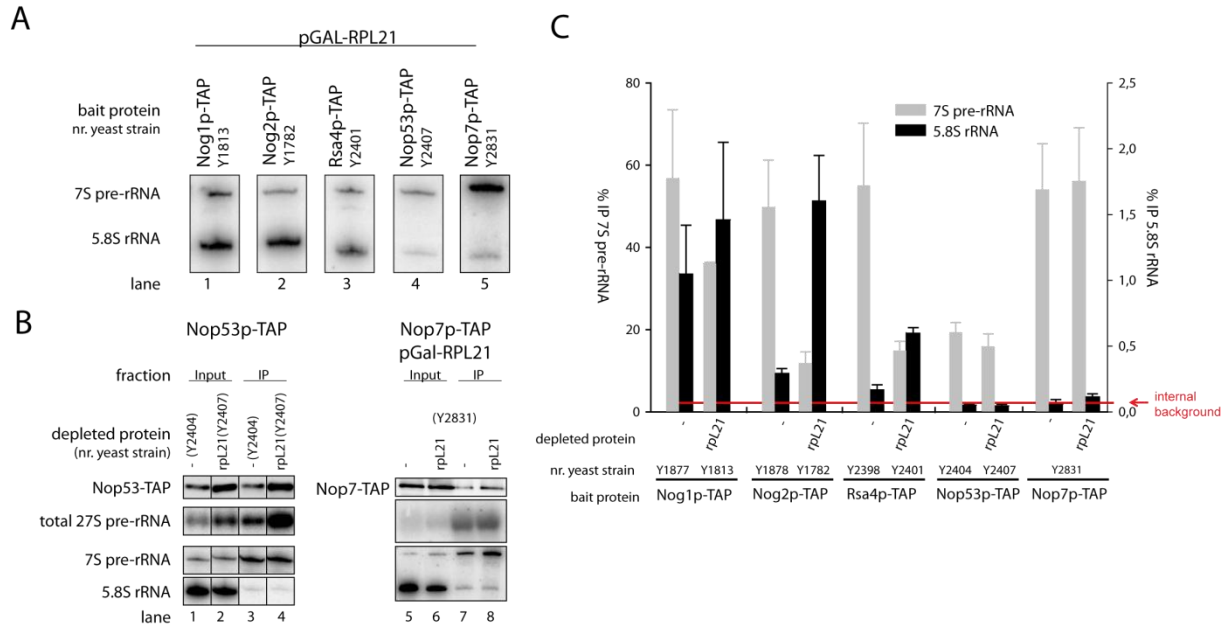 A
pGAL-RPL21
bait protein
nr. yeast strain
Nog1p-TAP
Y1813
Nog2p-TAP
Y1782
Rsa4p-TAP
Y2401
Nop53p-TAP
Y2407
Nop7p-TAP
Y2831
7S pre-rRNA
5.8S rRNA
lane 1 2 3 4 5
B
Nop53p-TAP
fraction Input IP
depleted protein
(nr. yeast strain)
- (Y2404)
rpL21(Y2407)
-(Y2404)
rpL21(Y2407)
Nop53-TAP
total 27S pre-rRNA
7S pre-rRNA
5.8S rRNA
lane 1 2 3 4
Nop7p-TAP
pGal-RPL21
Input IP
(Y2831)
- rpL21 - rpL21
Nop7-TAP
5 6 7 8
C
7S pre-rRNA
5.8S rRNA
% IP 7S
pre-rRNA
80
60
40
20
0
% IP 5.8S
rRNA
2,5
2,0
1,5
1,0
0,5
0,0
internal
background
depleted protein - rpL21 - rpL21 - rpL21 - rpL21 - rpL21
nr. yeast strain Y1877 Y1813 Y1878 Y1782 Y2398 Y2401 Y2404 Y2407 Y2831
bait protein Nog1p-TAP Nog2p-TAP Rsa4p-TAP Nop53p-TAP Nop7p-TAP